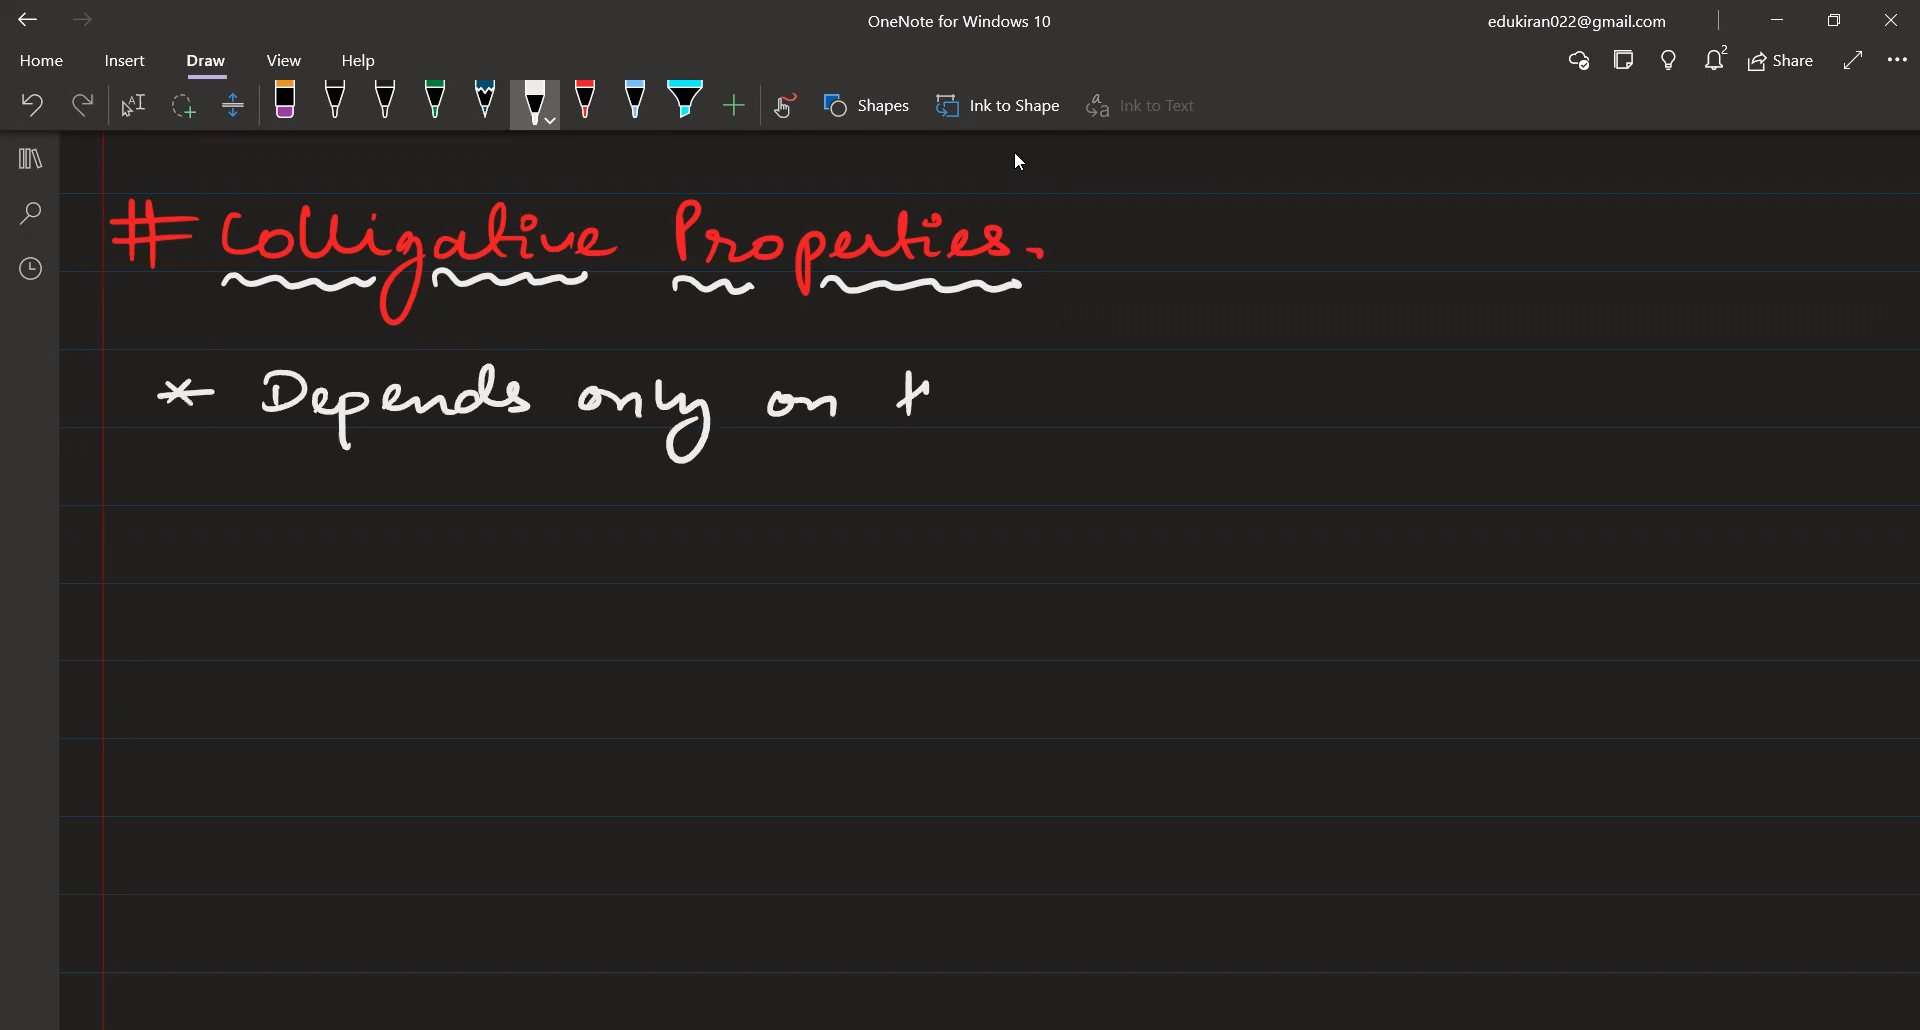 OneNote for Windows 10
edukiran022@gmail.com
Home Insert Draw View Help
2
Share
Shapes Ink to Shape Ink to Text
# Colligative Properties.
* Depends only on